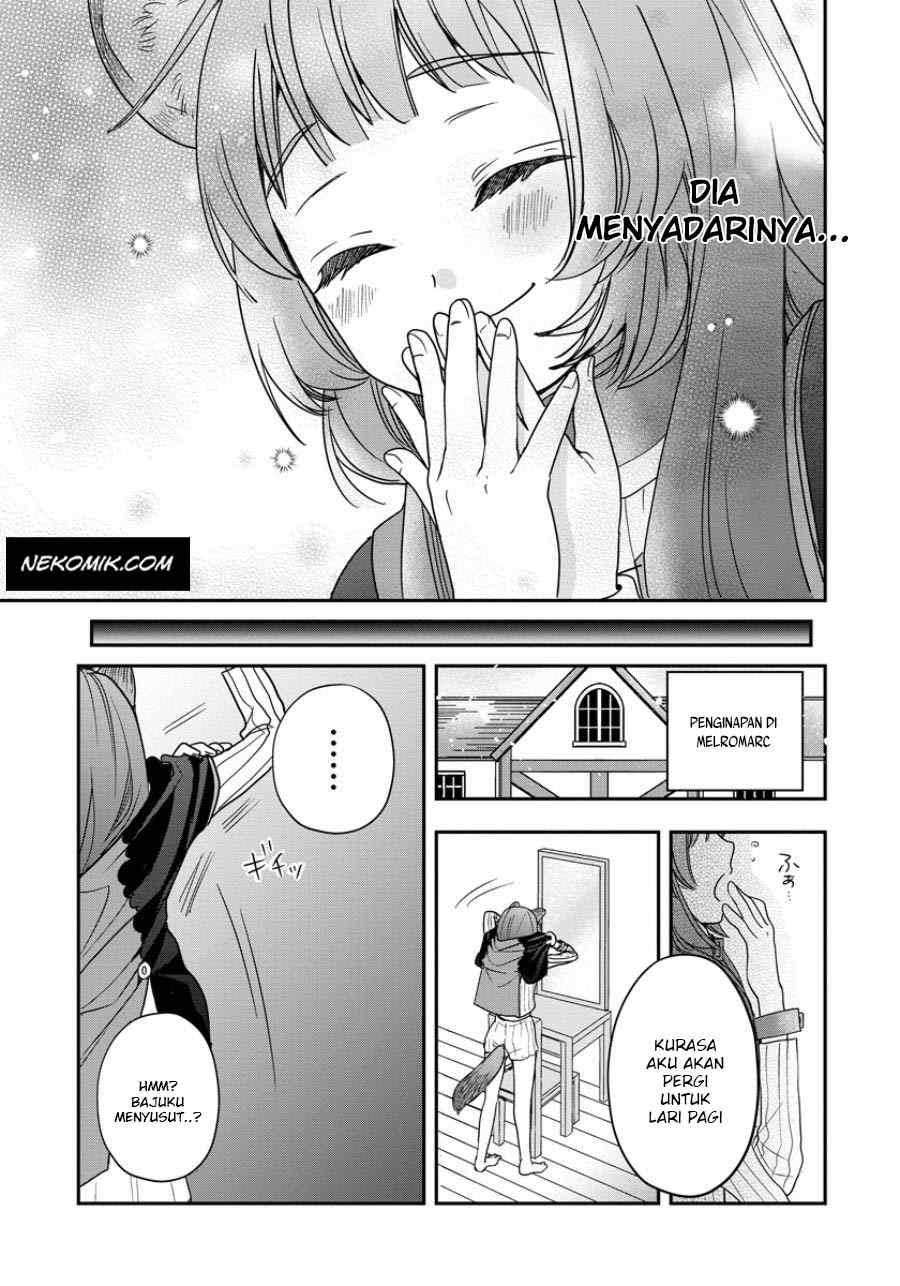 DIA
MENYADARINYA...
NEKOMIK.COM
PENGINAPAN DI
MELROMARC
ふぁ…
KURASA
AKU AKAN
PERGI
UNTUK
LARI PAGI
......
ギチッ
HMM?
BAJUKU
MENYUSUT..?